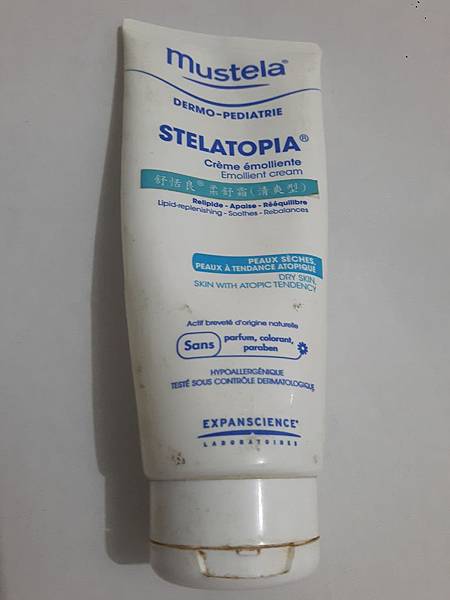 mustela®
DERMO-PEDIATRIE
STELATOPIA®
Crème émolliente
Emollient cream
舒恬良® 柔舒霜(清爽型)
Relipide - Apaise - Rééquilibre
Lipid-replenishing - Soothes - Rebalances
PEAUX SÈCHES,
PEAUX À TENDANCE ATOPIQUE
DRY SKIN,
SKIN WITH ATOPIC TENDENCY
Actif breveté d'origine naturelle
Sans parfum, colorant,
paraben
HYPOALLERGÉNIQUE
TESTÉ SOUS CONTRÔLE DERMATOLOGIQUE
EXPANSCIENCE®
LABORATOIRES